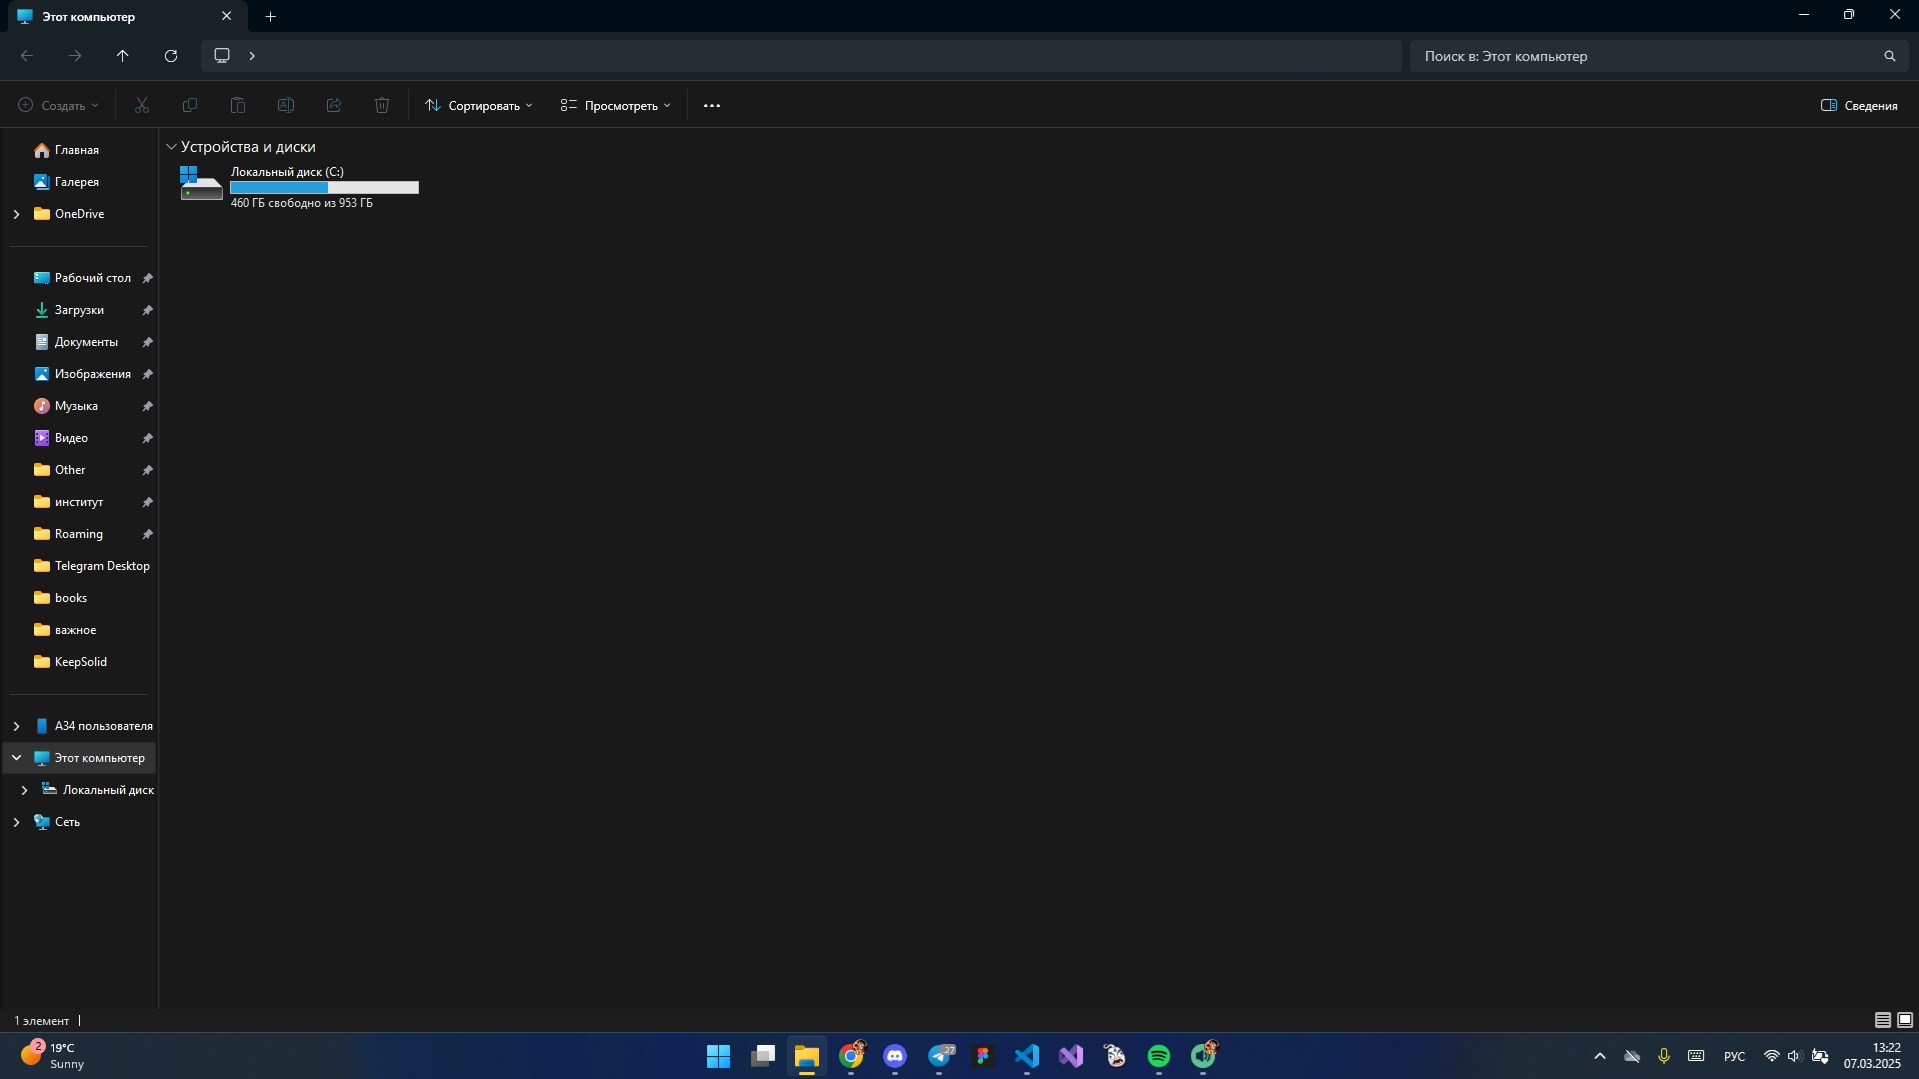 Этот компьютер
Поиск в: Этот компьютер
Создать
Сортировать
Просмотреть
Сведения
Главная
Галерея
OneDrive
Рабочий стол
Загрузки
Документы
Изображения
Музыка
Видео
Other
институт
Roaming
Telegram Desktop
books
важное
KeepSolid
A34 пользователя
Этот компьютер
Локальный диск
Сеть
Устройства и диски
Локальный диск (C:)
460 ГБ свободно из 953 ГБ
1 элемент
2
19°C
Sunny
27
РУС
13:22
07.03.2025